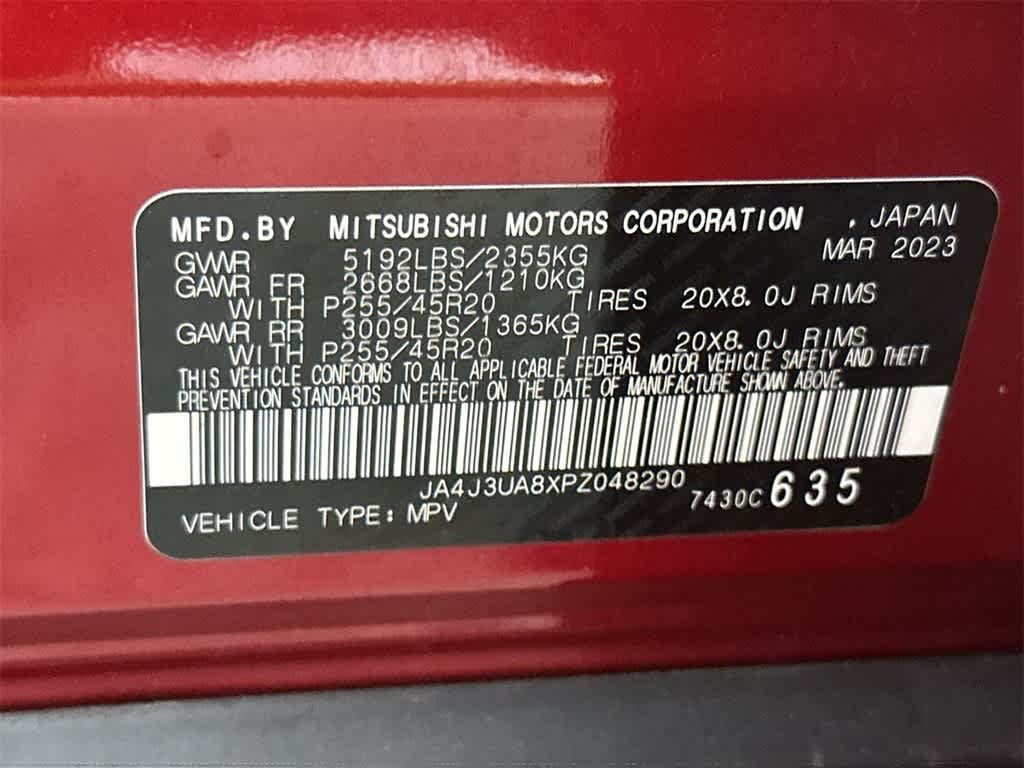 MFD.BY MITSUBISHI MOTORS CORPORATION . JAPAN
MAR 2023
GVWR 5192LBS/2355KG
GAWR FR 2668LBS/1210KG
WITH P255/45R20 TIRES 20X8.0J RIMS
GAWR RR 3009LBS/1365KG
WITH P255/45R20 TIRES 20X8.0J RIMS
THIS VEHICLE CONFORMS TO ALL APPLICABLE FEDERAL MOTOR VEHICLE SAFETY AND THEFT
PREVENTION STANDARDS IN EFFECT ON THE DATE OF MANUFACTURE SHOWN ABOVE.
JA4J3UA8XPZ048290
7430C 635
VEHICLE TYPE: MPV